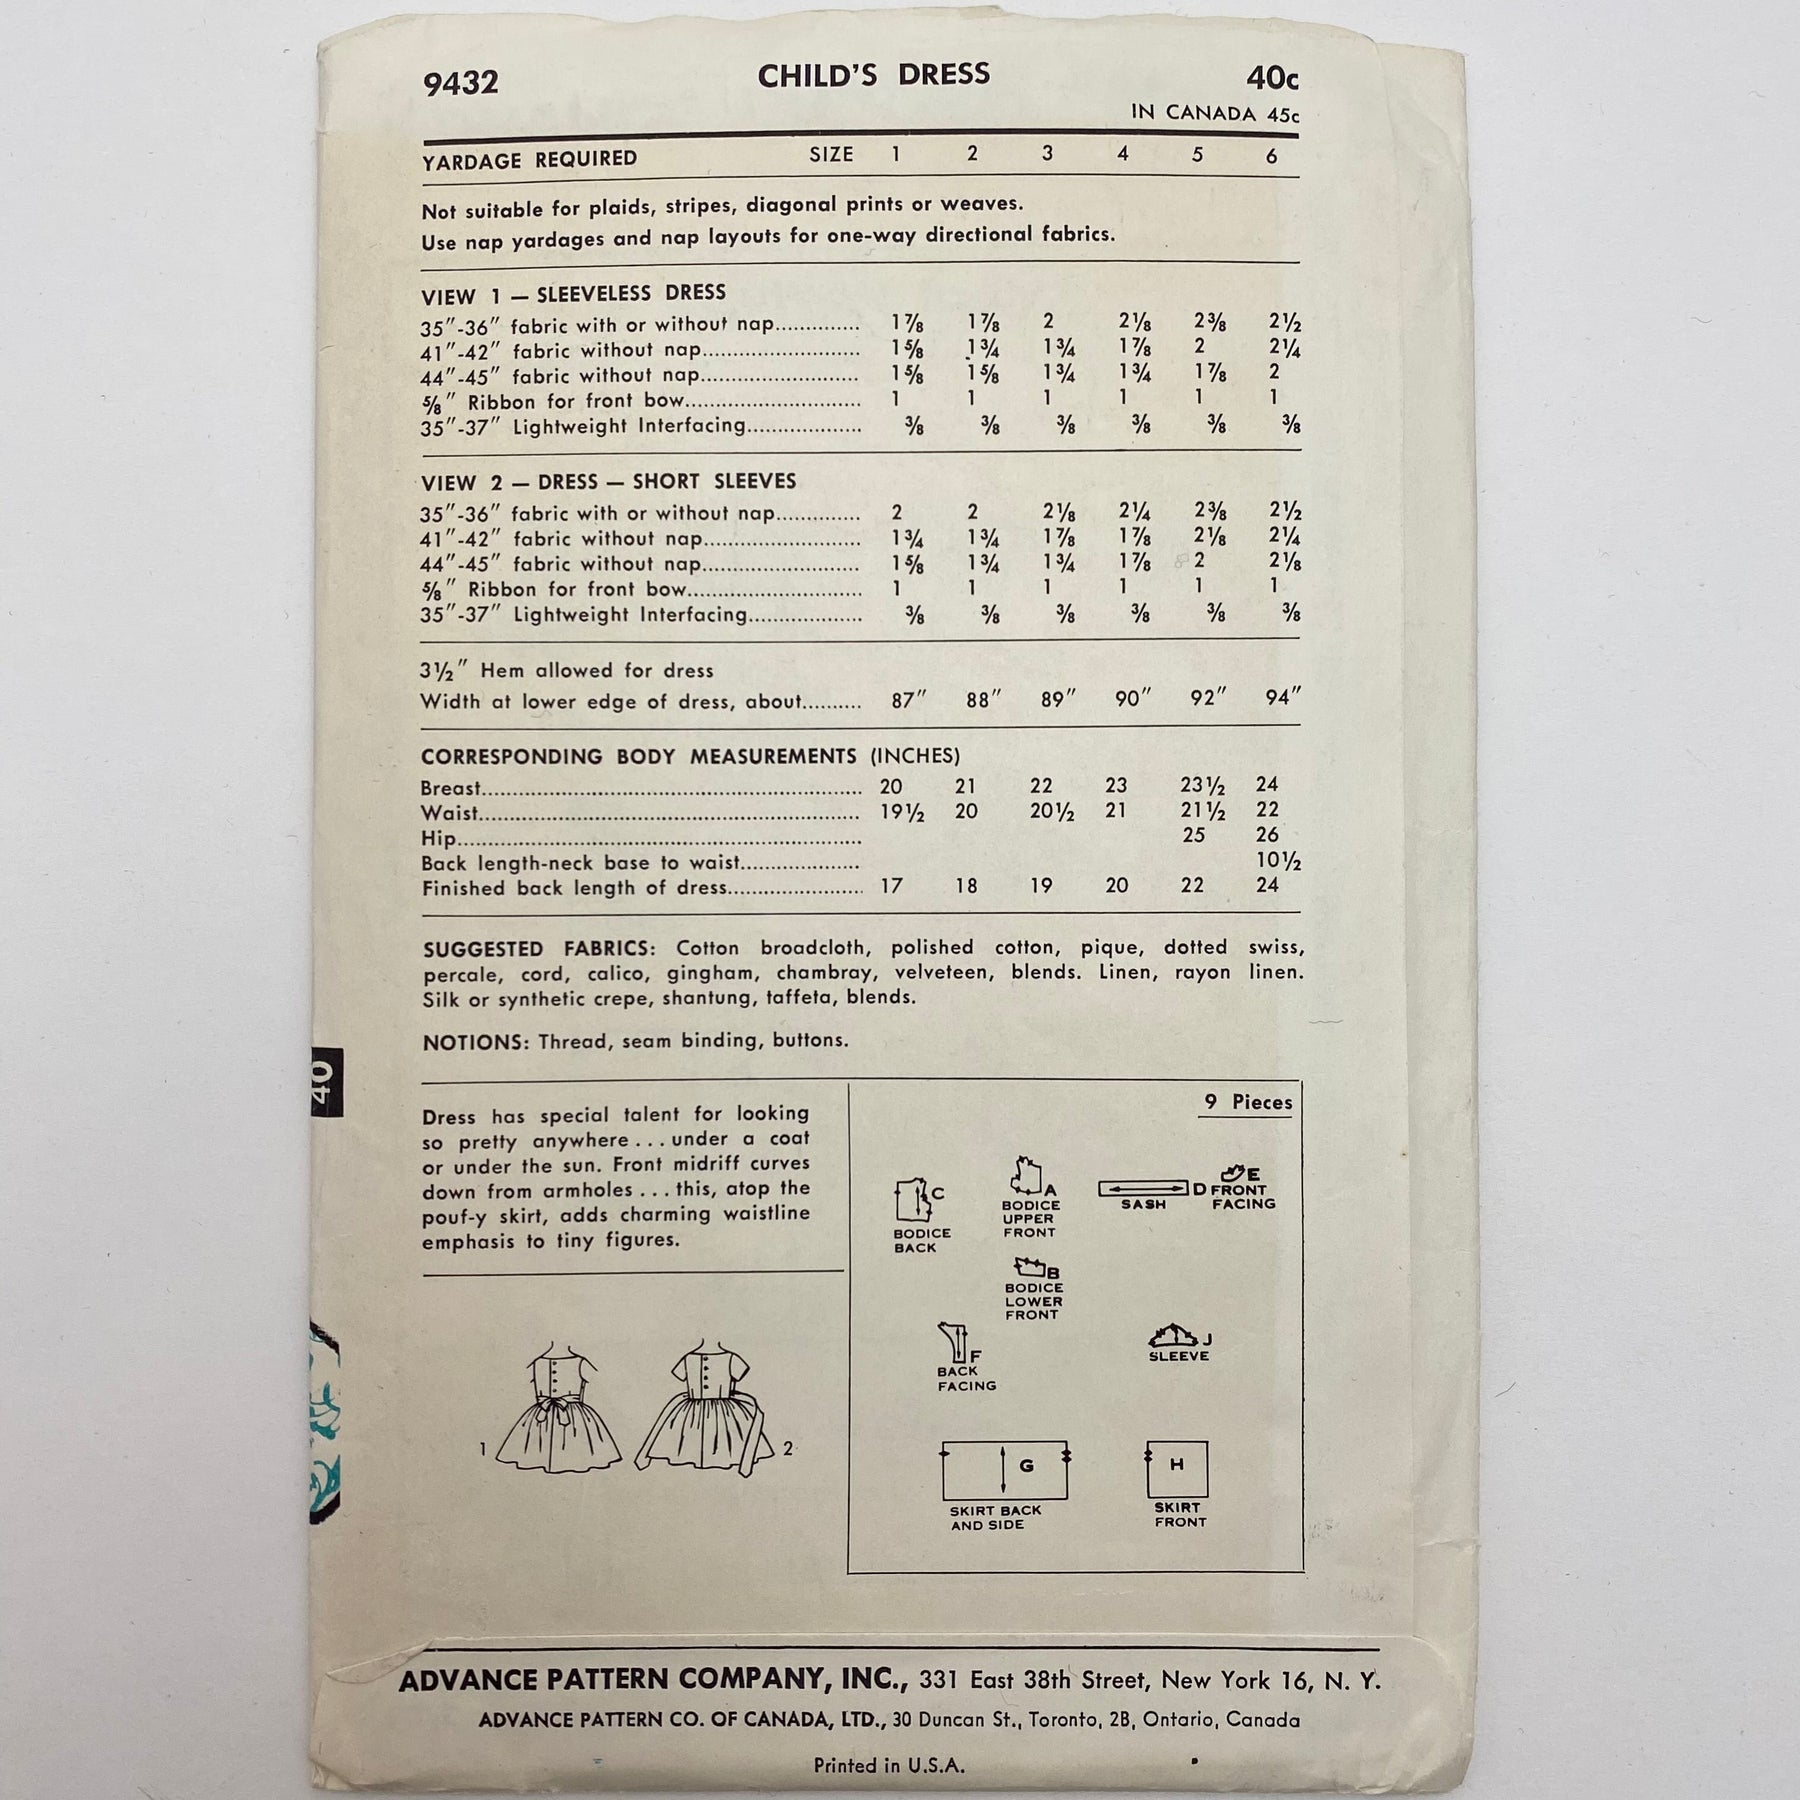 9432 CHILD'S DRESS 40c
IN CANADA 45c
YARDAGE REQUIRED SIZE 1 2 3 4 5 6
Not suitable for plaids, stripes, diagonal prints or weaves.
Use nap yardages and nap layouts for one-way directional fabrics.
VIEW 1 — SLEEVELESS DRESS
35"-36" fabric with or without nap.............. 1⅞ 1⅞ 2 2⅛ 2⅜ 2½
41"-42" fabric without nap.......................... 1⅝ 1¾ 1¾ 1⅞ 2 2¼
44"-45" fabric without nap.......................... 1⅝ 1⅝ 1¾ 1¾ 1⅞ 2
⅝" Ribbon for front bow............................. 1 1 1 1 1 1
35"-37" Lightweight Interfacing................... ⅜ ⅜ ⅜ ⅜ ⅜ ⅜
VIEW 2 — DRESS — SHORT SLEEVES
35"-36" fabric with or without nap.............. 2 2 2⅛ 2¼ 2⅜ 2½
41"-42" fabric without nap.......................... 1¾ 1¾ 1⅞ 1⅞ 2⅛ 2¼
44"-45" fabric without nap.......................... 1⅝ 1¾ 1¾ 1⅞ 2 2⅛
⅝" Ribbon for front bow............................. 1 1 1 1 1 1
35"-37" Lightweight Interfacing................... ⅜ ⅜ ⅜ ⅜ ⅜ ⅜
3½" Hem allowed for dress
Width at lower edge of dress, about.......... 87" 88" 89" 90" 92" 94"
CORRESPONDING BODY MEASUREMENTS (INCHES)
Breast.............................................................. 20 21 22 23 23½ 24
Waist............................................................... 19½ 20 20½ 21 21½ 22
Hip.................................................................. 25 26
Back length-neck base to waist................... 10½
Finished back length of dress...................... 17 18 19 20 22 24
SUGGESTED FABRICS: Cotton broadcloth, polished cotton, pique, dotted swiss,
percale, cord, calico, gingham, chambray, velveteen, blends. Linen, rayon linen.
Silk or synthetic crepe, shantung, taffeta, blends.
NOTIONS: Thread, seam binding, buttons.
40
Dress has special talent for looking
so pretty anywhere . . . under a coat
or under the sun. Front midriff curves
down from armholes . . . this, atop the
pouf-y skirt, adds charming waistline
emphasis to tiny figures.
1 2
9 Pieces
C
BODICE
BACK
A
BODICE
UPPER
FRONT
D
SASH
E
FRONT
FACING
B
BODICE
LOWER
FRONT
F
BACK
FACING
J
SLEEVE
G
SKIRT BACK
AND SIDE
H
SKIRT
FRONT
ADVANCE PATTERN COMPANY, INC., 331 East 38th Street, New York 16, N. Y.
ADVANCE PATTERN CO. OF CANADA, LTD., 30 Duncan St., Toronto, 2B, Ontario, Canada
Printed in U.S.A.